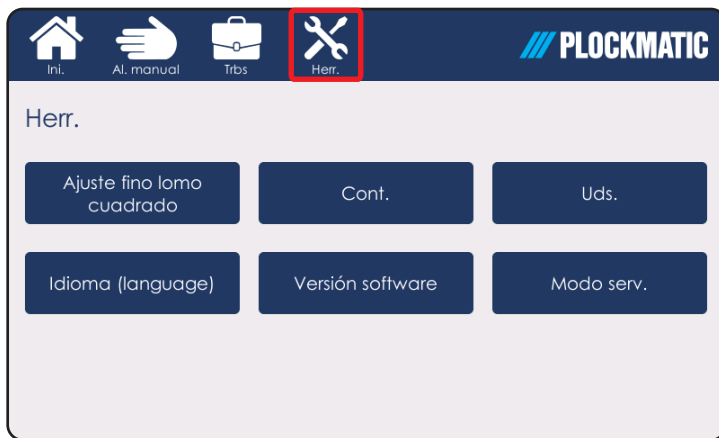 Ini.
Al. manual
Trbs
Herr.
PLOCKMATIC
Herr.
Ajuste fino lomo
cuadrado
Cont.
Uds.
Idioma (language)
Versión software
Modo serv.